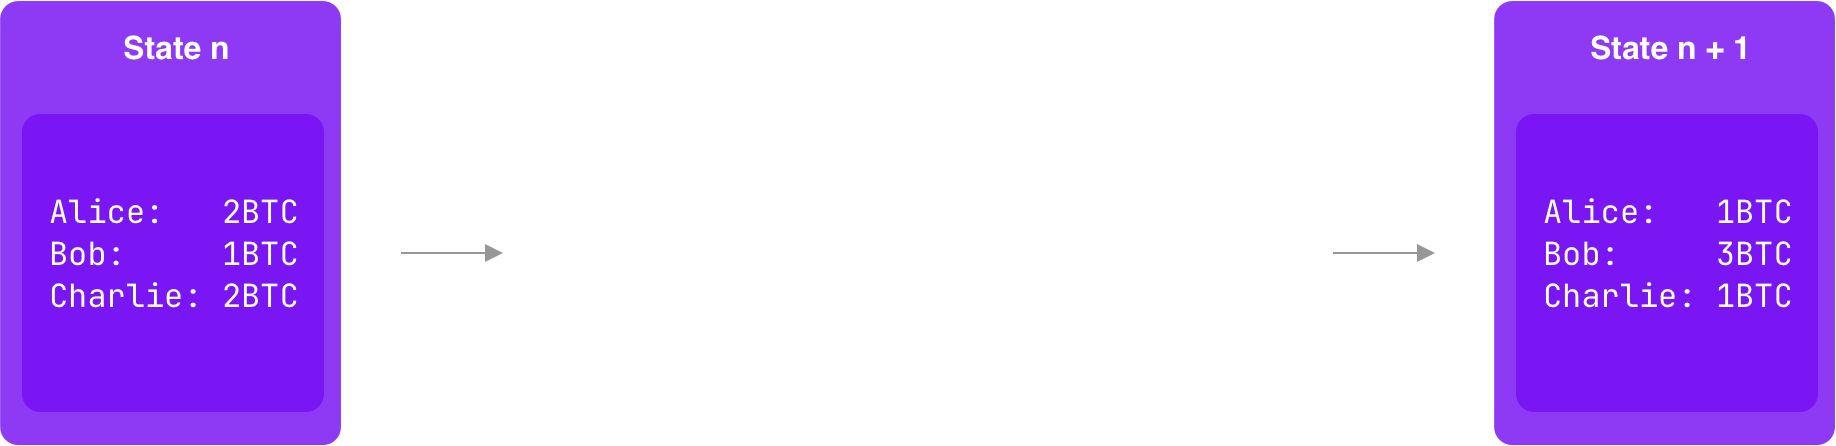 State n
Alice: 2BTC
Bob: 1BTC
Charlie: 2BTC
State n + 1
Alice: 1BTC
Bob: 3BTC
Charlie: 1BTC